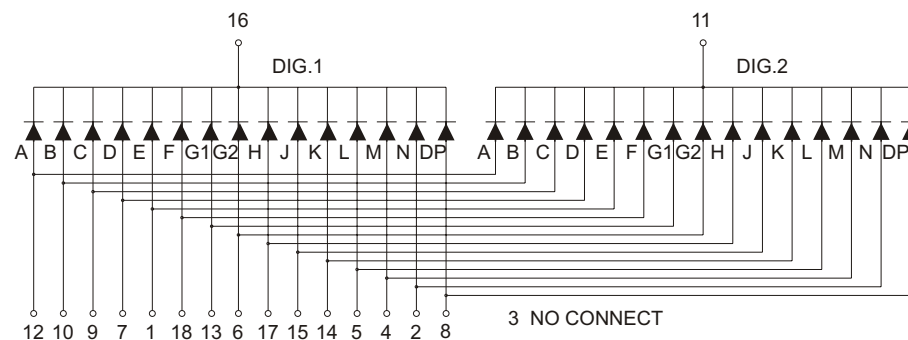 16 11
DIG.1 DIG.2
A B C D E F G1 G2 H J K L M N DP A B C D E F G1 G2 H J K L M N DP
12 10 9 7 1 18 13 6 17 15 14 5 4 2 8
3 NO CONNECT